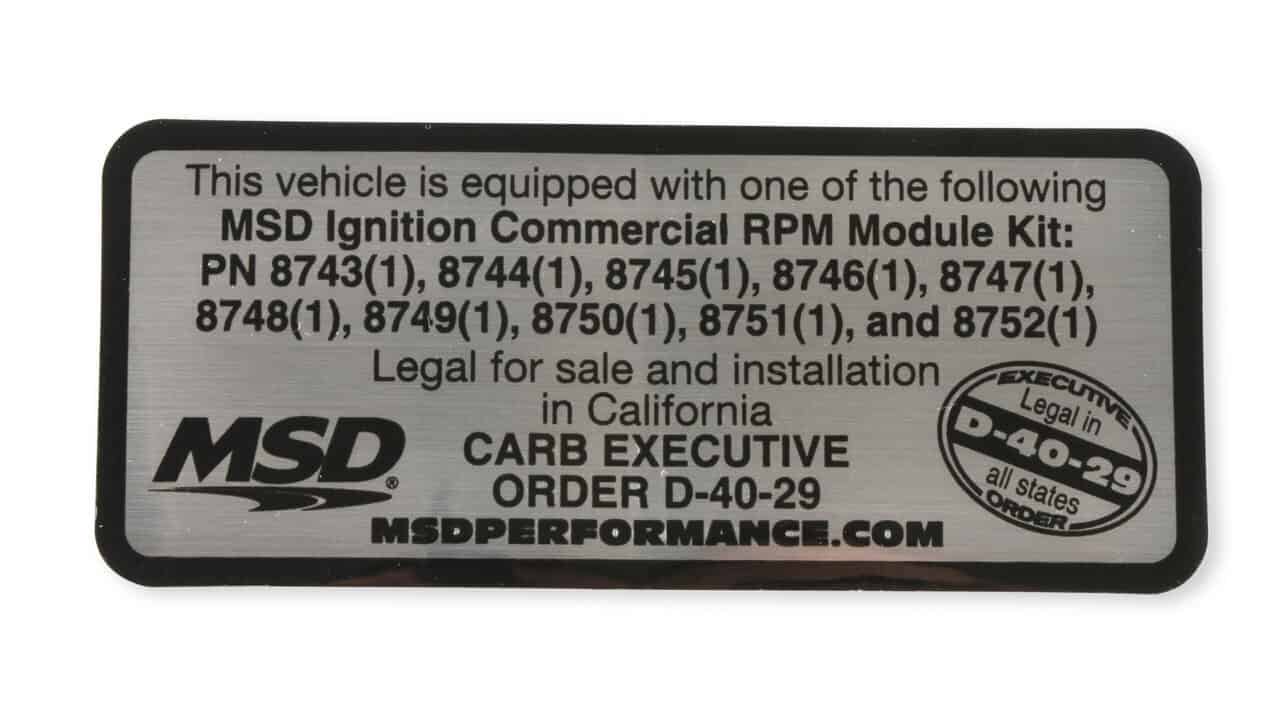 This vehicle is equipped with one of the following
MSD Ignition Commercial RPM Module Kit:
PN 8743(1), 8744(1), 8745(1), 8746(1), 8747(1),
8748(1), 8749(1), 8750(1), 8751(1), and 8752(1)
Legal for sale and installation
in California
CARB EXECUTIVE
ORDER D-40-29
MSDPERFORMANCE.COM
MSD®
EXECUTIVE
Legal in
D-40-29
all states
ORDER